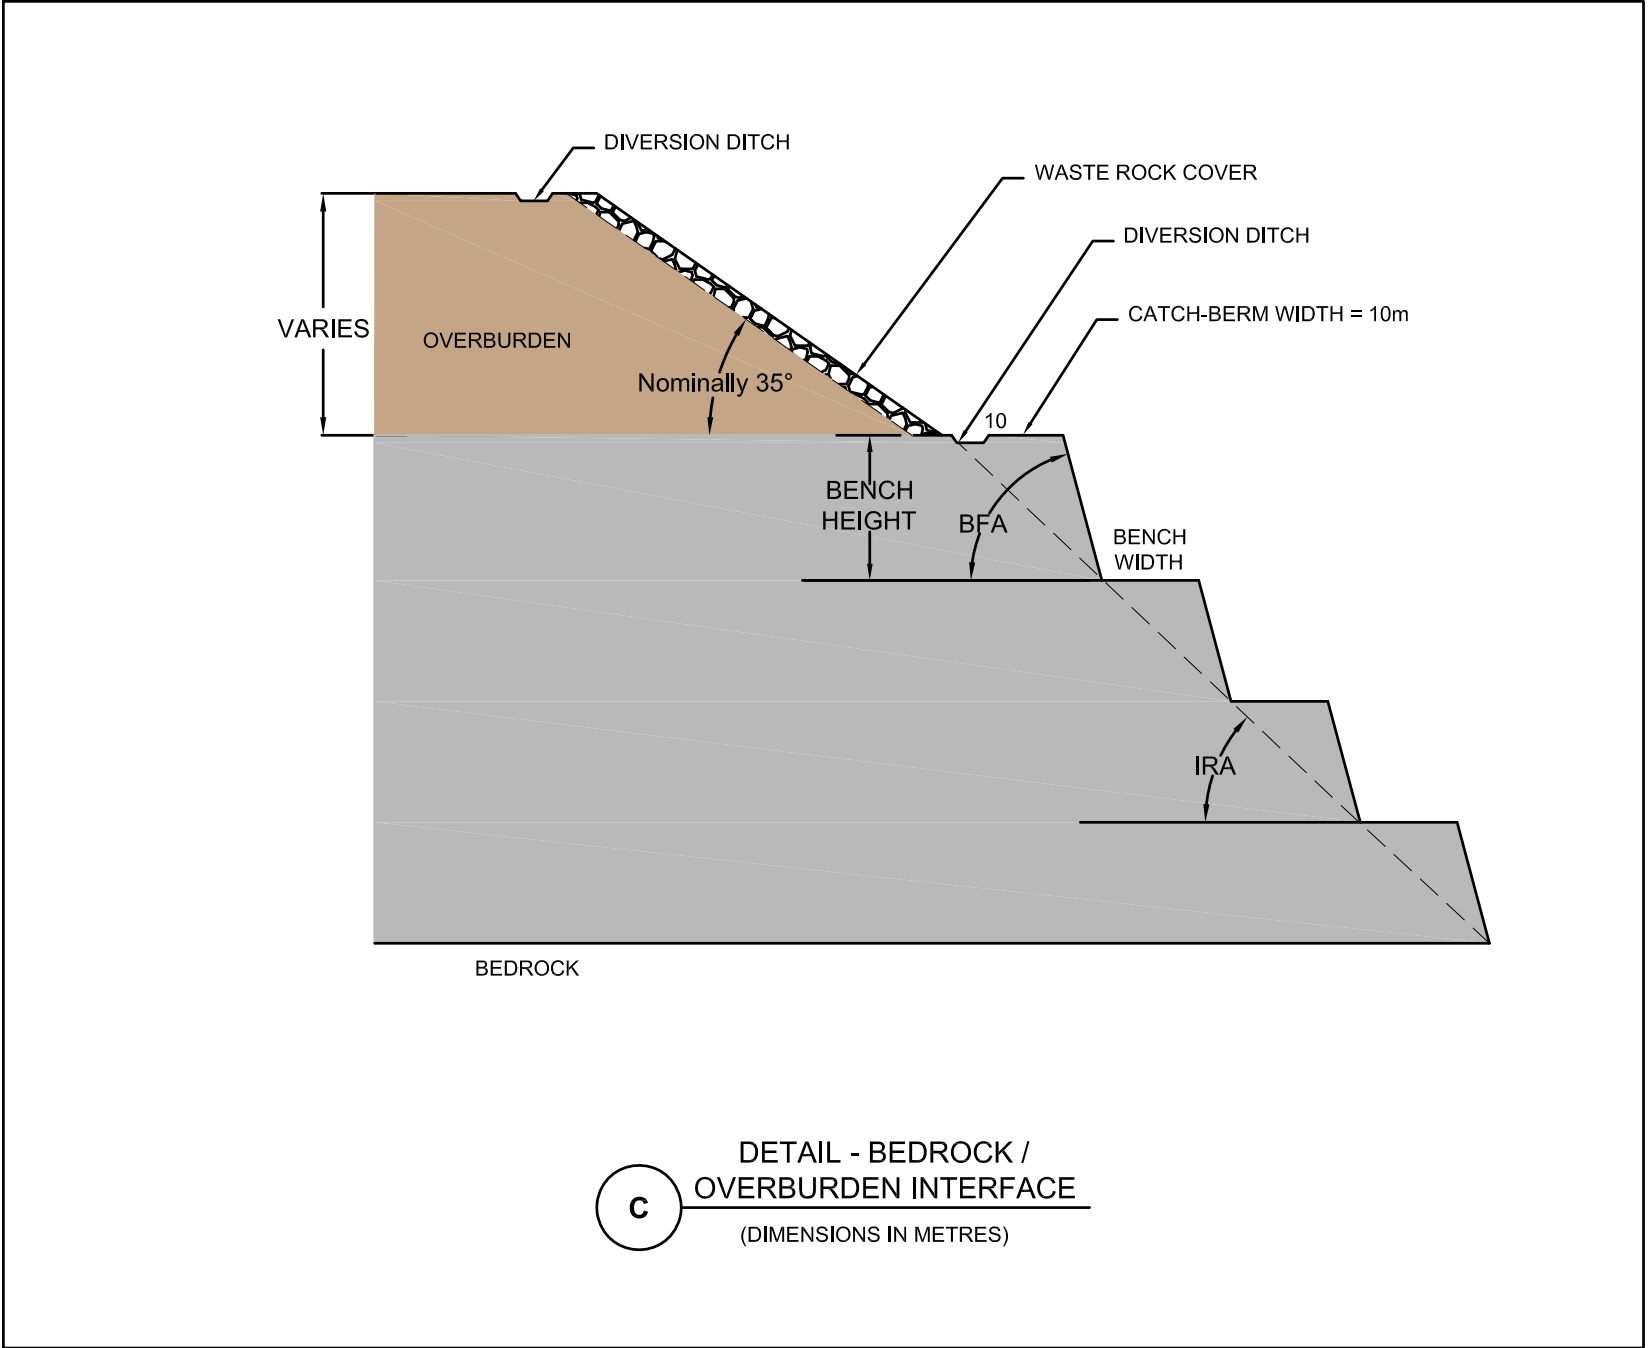 DIVERSION DITCH
WASTE ROCK COVER
DIVERSION DITCH
CATCH-BERM WIDTH = 10m
VARIES
OVERBURDEN
Nominally 35°
10
BENCH
HEIGHT
BFA
BENCH
WIDTH
IRA
BEDROCK
C
DETAIL - BEDROCK /
OVERBURDEN INTERFACE
(DIMENSIONS IN METRES)